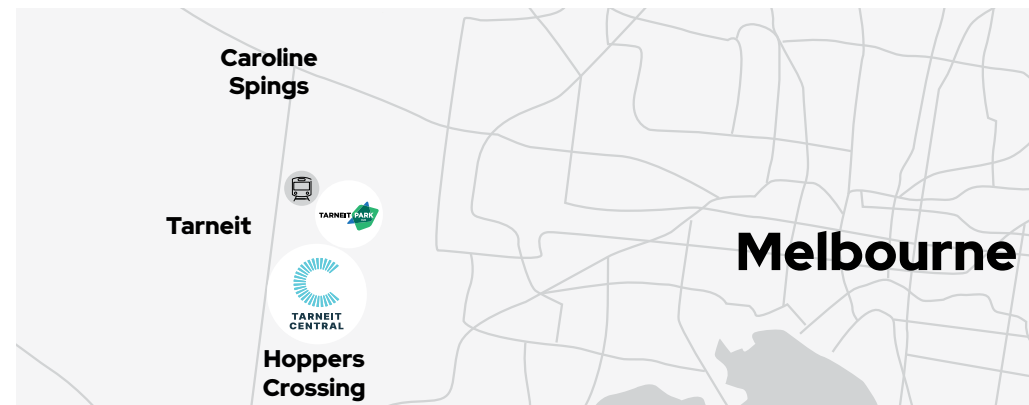 Caroline
Spings
Tarneit
TARNEIT PARK
TARNEIT
CENTRAL
Hoppers
Crossing
Melbourne